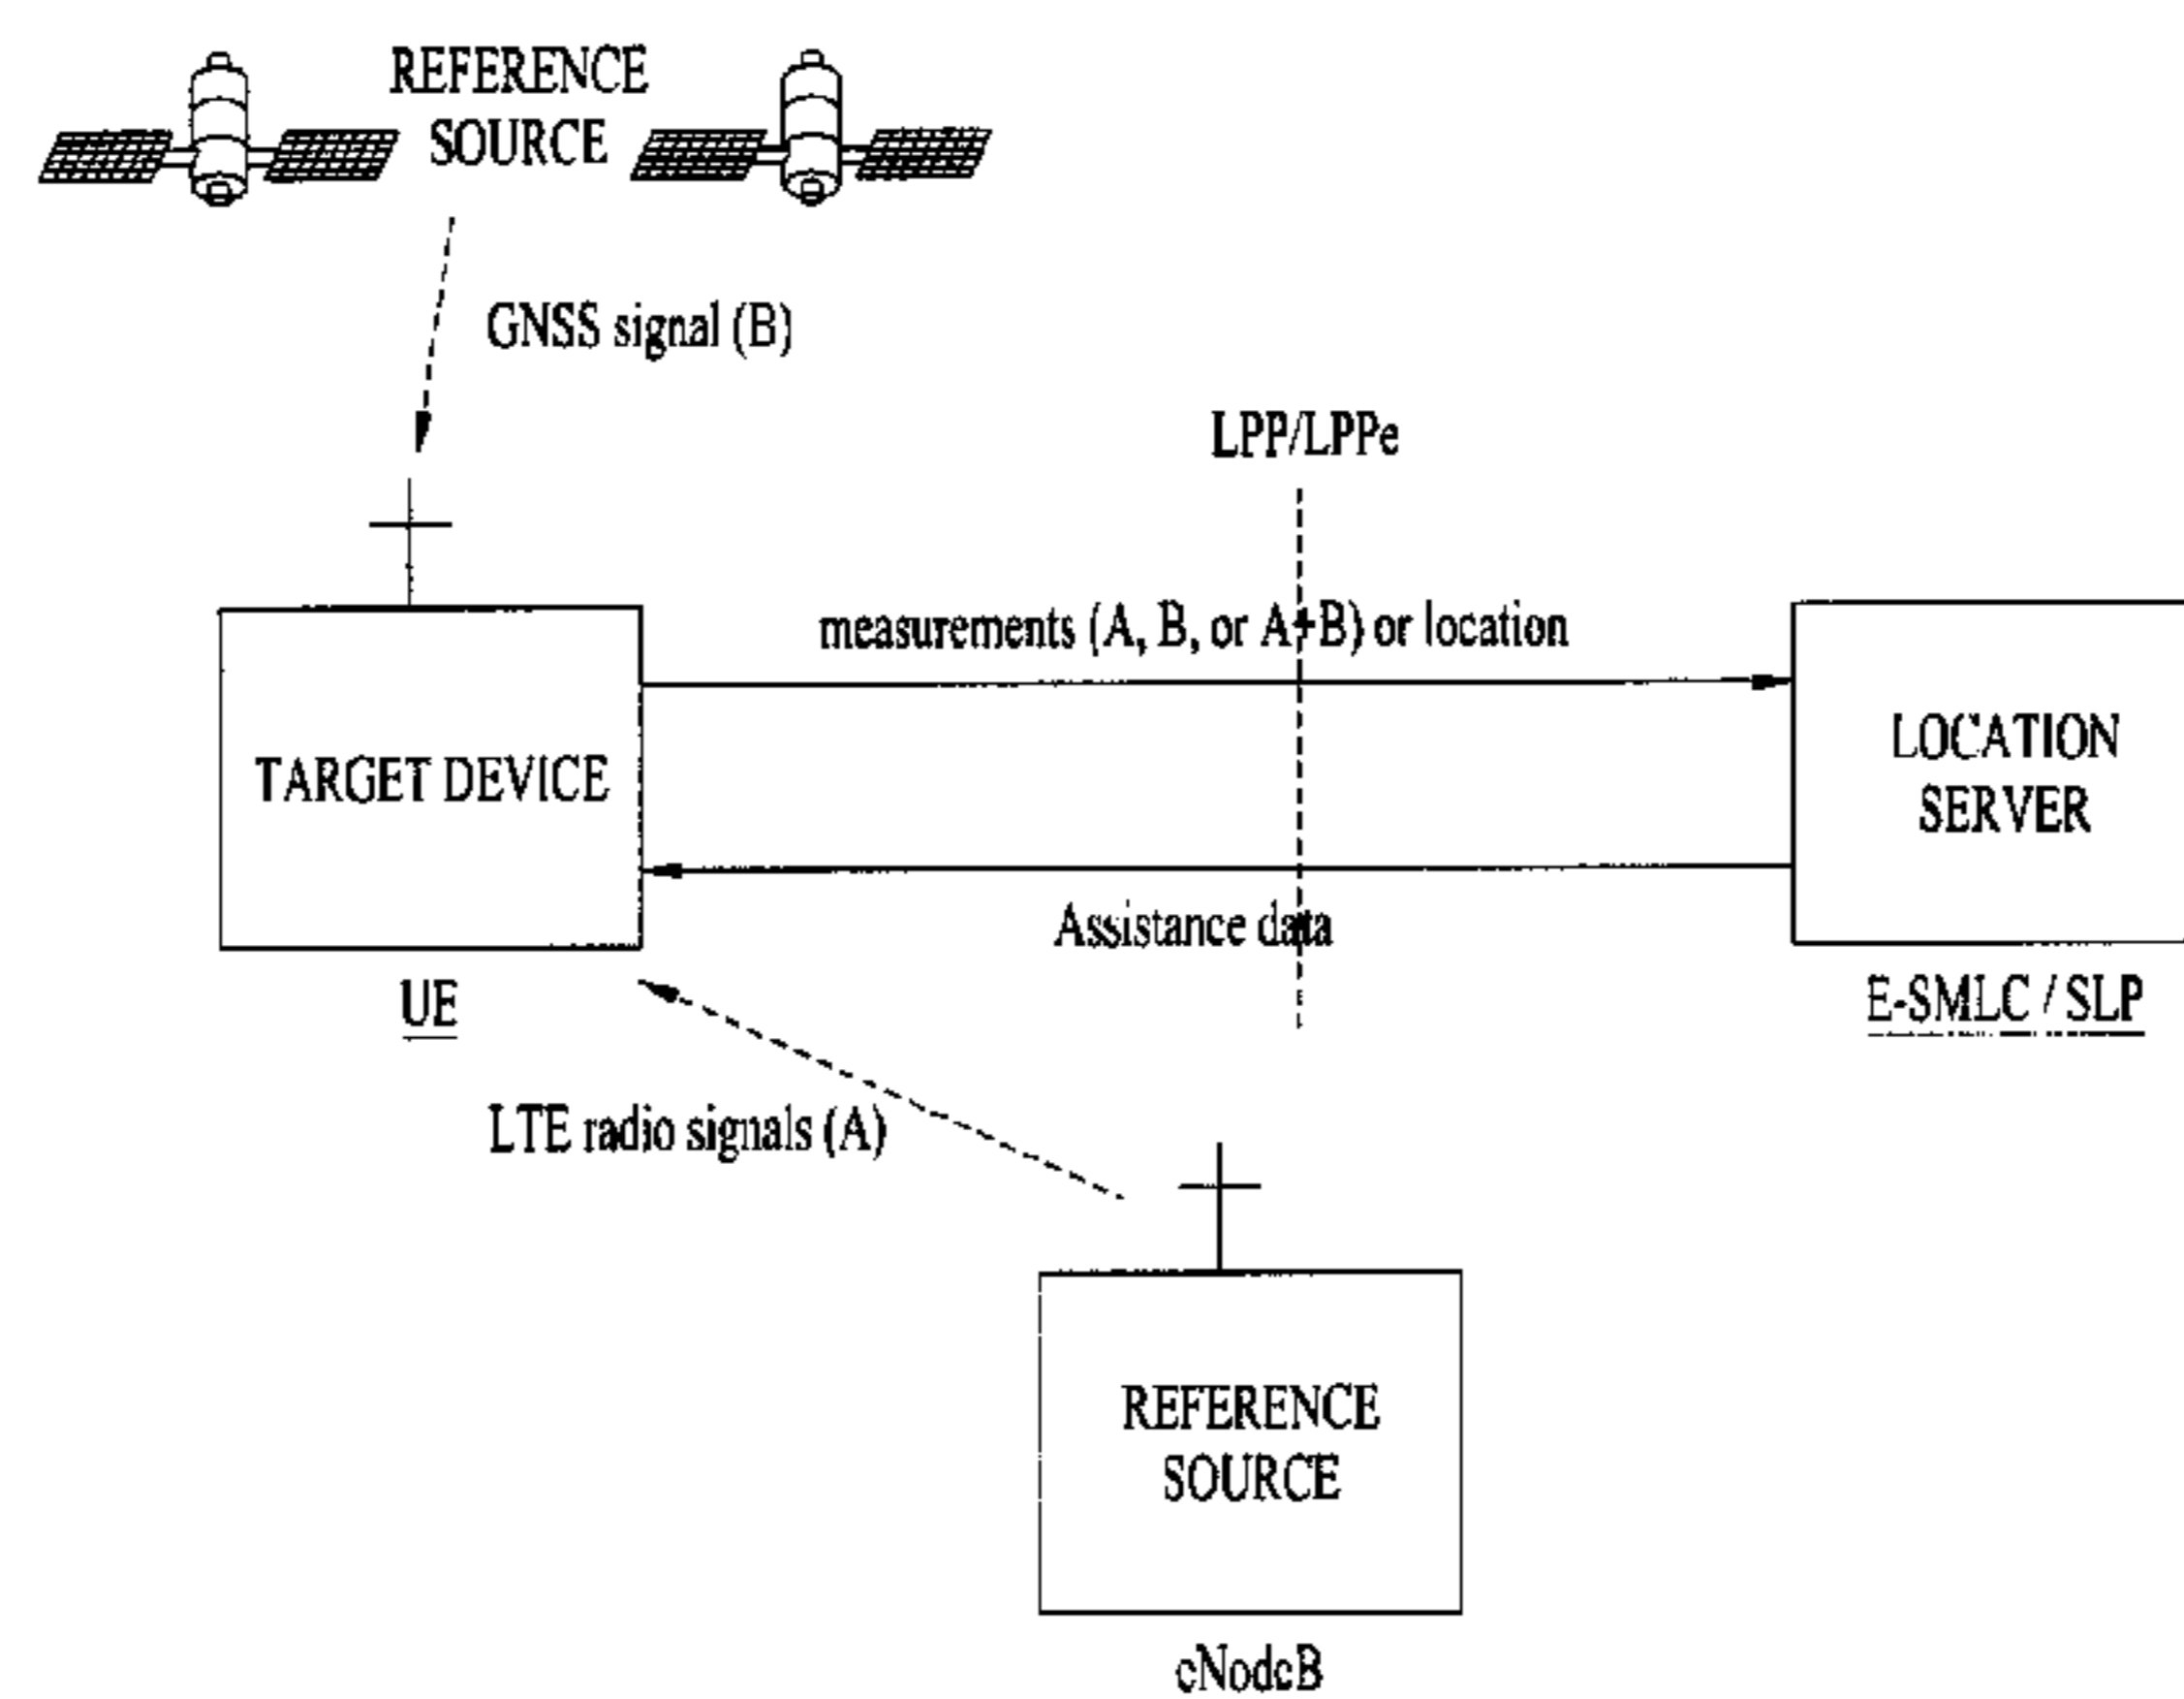 REFERENCE
SOURCE
GNSS signal (B)
LPP/LPPe
measurements (A, B, or A+B) or location
TARGET DEVICE
LOCATION
SERVER
Assistance data
UE
E-SMLC / SLP
LTE radio signals (A)
REFERENCE
SOURCE
eNodeB